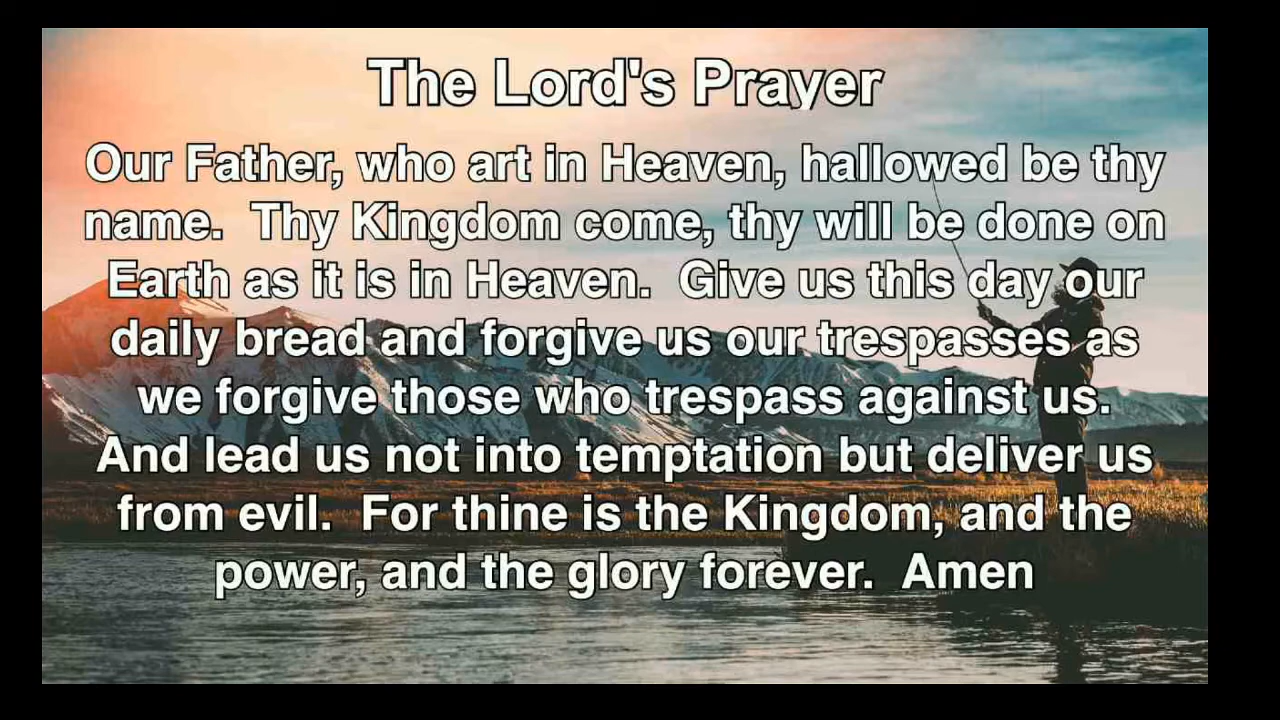 The Lord's Prayer
Our Father, who art in Heaven, hallowed be thy
name.  Thy Kingdom come, thy will be done on
Earth as it is in Heaven.  Give us this day our
daily bread and forgive us our trespasses as
we forgive those who trespass against us.
And lead us not into temptation but deliver us
from evil.  For thine is the Kingdom, and the
power, and the glory forever.  Amen